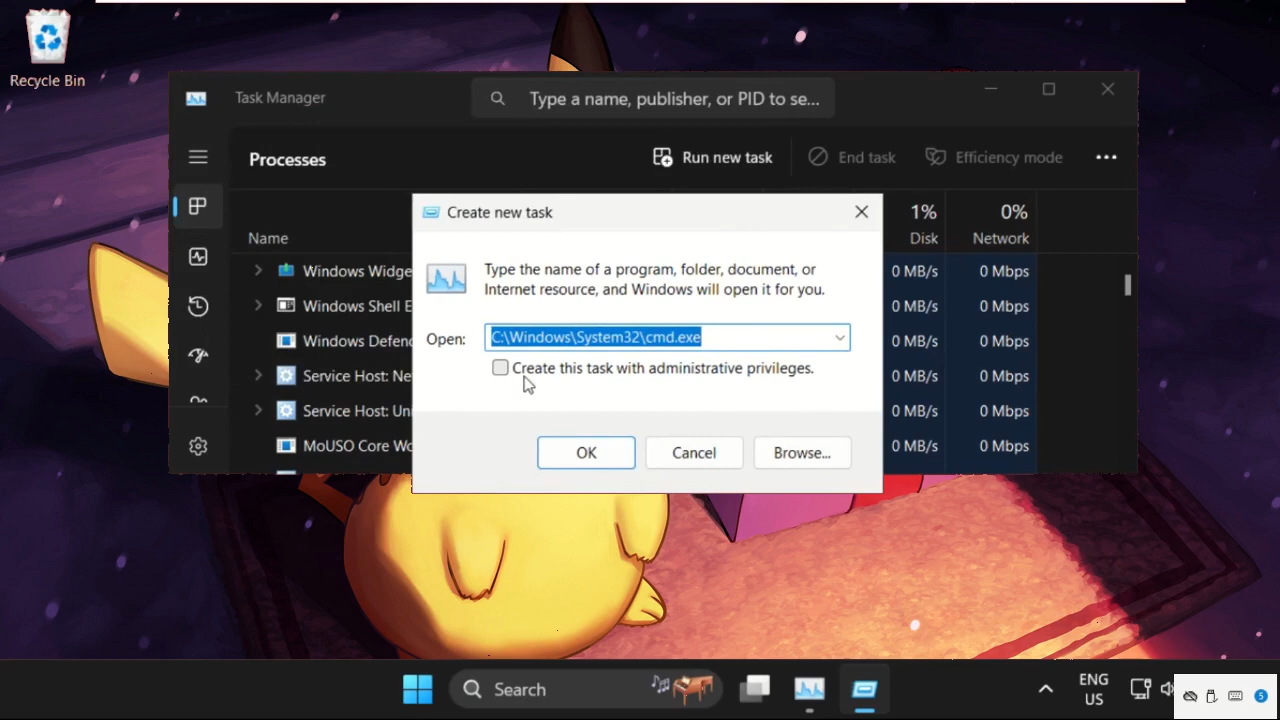 Recycle Bin
Task Manager
Type a name, publisher, or PID to se...
Processes
Run new task
End task
Efficiency mode
Create new task
1%
0%
Name
Disk
Network
Windows Widge
0 MB/s
0 Mbps
Type the name of a program, folder, document, or
Internet resource, and Windows will open it for you.
Windows Shell E
0 MB/s
0 Mbps
Windows Defend
Open:
C:\Windows\System32\cmd.exe
0 MB/s
0 Mbps
Service Host: Ne
Create this task with administrative privileges.
0 MB/s
0 Mbps
Service Host: Un
0 MB/s
0 Mbps
MoUSO Core Wo
OK
Cancel
Browse...
0 MB/s
0 Mbps
Search
ENG
US
5